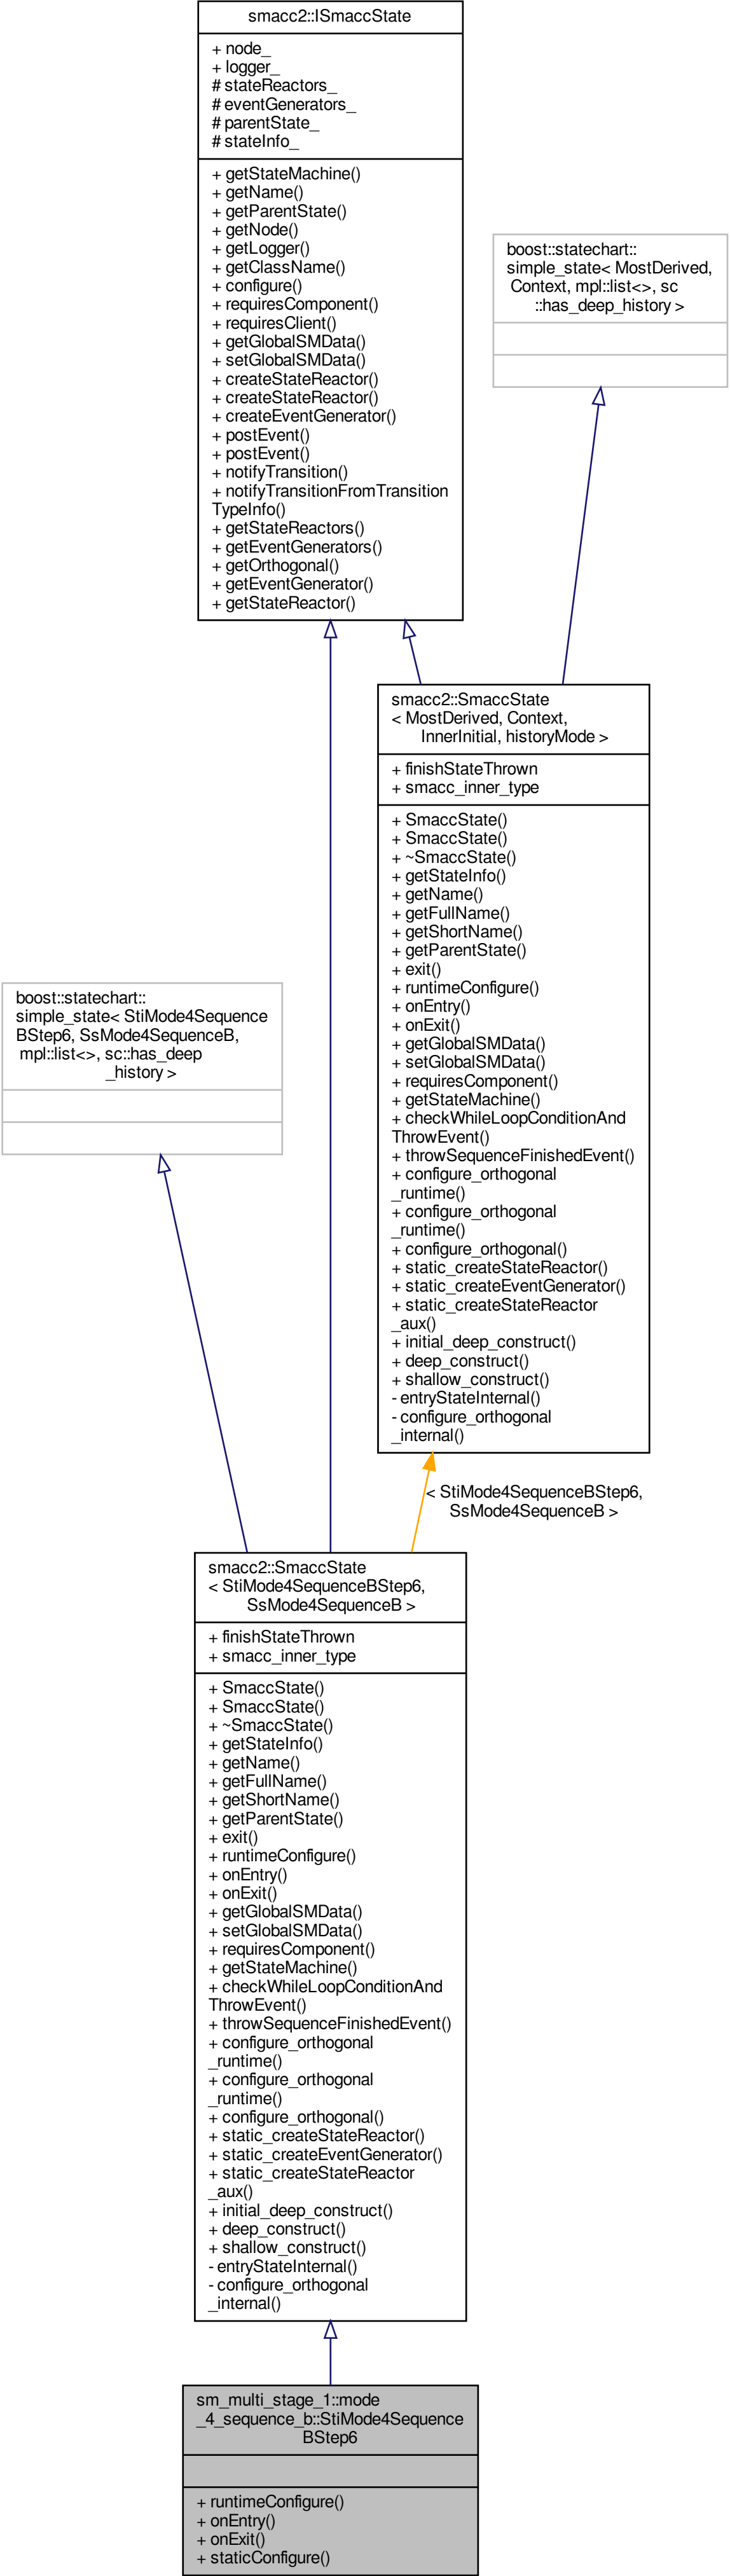 smacc2::ISmaccState
+ node_
+ logger_
# stateReactors_
# eventGenerators_
# parentState_
# stateInfo_
+ getStateMachine()
+ getName()
+ getParentState()
+ getNode()
+ getLogger()
+ getClassName()
+ configure()
+ requiresComponent()
+ requiresClient()
+ getGlobalSMData()
+ setGlobalSMData()
+ createStateReactor()
+ createStateReactor()
+ createEventGenerator()
+ postEvent()
+ postEvent()
+ notifyTransition()
+ notifyTransitionFromTransition
TypeInfo()
+ getStateReactors()
+ getEventGenerators()
+ getOrthogonal()
+ getEventGenerator()
+ getStateReactor()
boost::statechart::
simple_state< MostDerived,
Context, mpl::list<>, sc
::has_deep_history >
smacc2::SmaccState
< MostDerived, Context,
InnerInitial, historyMode >
+ finishStateThrown
+ smacc_inner_type
+ SmaccState()
+ SmaccState()
+ ~SmaccState()
+ getStateInfo()
+ getName()
+ getFullName()
+ getShortName()
+ getParentState()
+ exit()
+ runtimeConfigure()
+ onEntry()
+ onExit()
+ getGlobalSMData()
+ setGlobalSMData()
+ requiresComponent()
+ getStateMachine()
+ checkWhileLoopConditionAnd
ThrowEvent()
+ throwSequenceFinishedEvent()
+ configure_orthogonal
_runtime()
+ configure_orthogonal
_runtime()
+ configure_orthogonal()
+ static_createStateReactor()
+ static_createEventGenerator()
+ static_createStateReactor
_aux()
+ initial_deep_construct()
+ deep_construct()
+ shallow_construct()
- entryStateInternal()
- configure_orthogonal
_internal()
boost::statechart::
simple_state< StiMode4Sequence
BStep6, SsMode4SequenceB,
mpl::list<>, sc::has_deep
_history >
< StiMode4SequenceBStep6,
SsMode4SequenceB >
smacc2::SmaccState
< StiMode4SequenceBStep6,
SsMode4SequenceB >
+ finishStateThrown
+ smacc_inner_type
+ SmaccState()
+ SmaccState()
+ ~SmaccState()
+ getStateInfo()
+ getName()
+ getFullName()
+ getShortName()
+ getParentState()
+ exit()
+ runtimeConfigure()
+ onEntry()
+ onExit()
+ getGlobalSMData()
+ setGlobalSMData()
+ requiresComponent()
+ getStateMachine()
+ checkWhileLoopConditionAnd
ThrowEvent()
+ throwSequenceFinishedEvent()
+ configure_orthogonal
_runtime()
+ configure_orthogonal
_runtime()
+ configure_orthogonal()
+ static_createStateReactor()
+ static_createEventGenerator()
+ static_createStateReactor
_aux()
+ initial_deep_construct()
+ deep_construct()
+ shallow_construct()
- entryStateInternal()
- configure_orthogonal
_internal()
sm_multi_stage_1::mode
_4_sequence_b::StiMode4Sequence
BStep6
+ runtimeConfigure()
+ onEntry()
+ onExit()
+ staticConfigure()